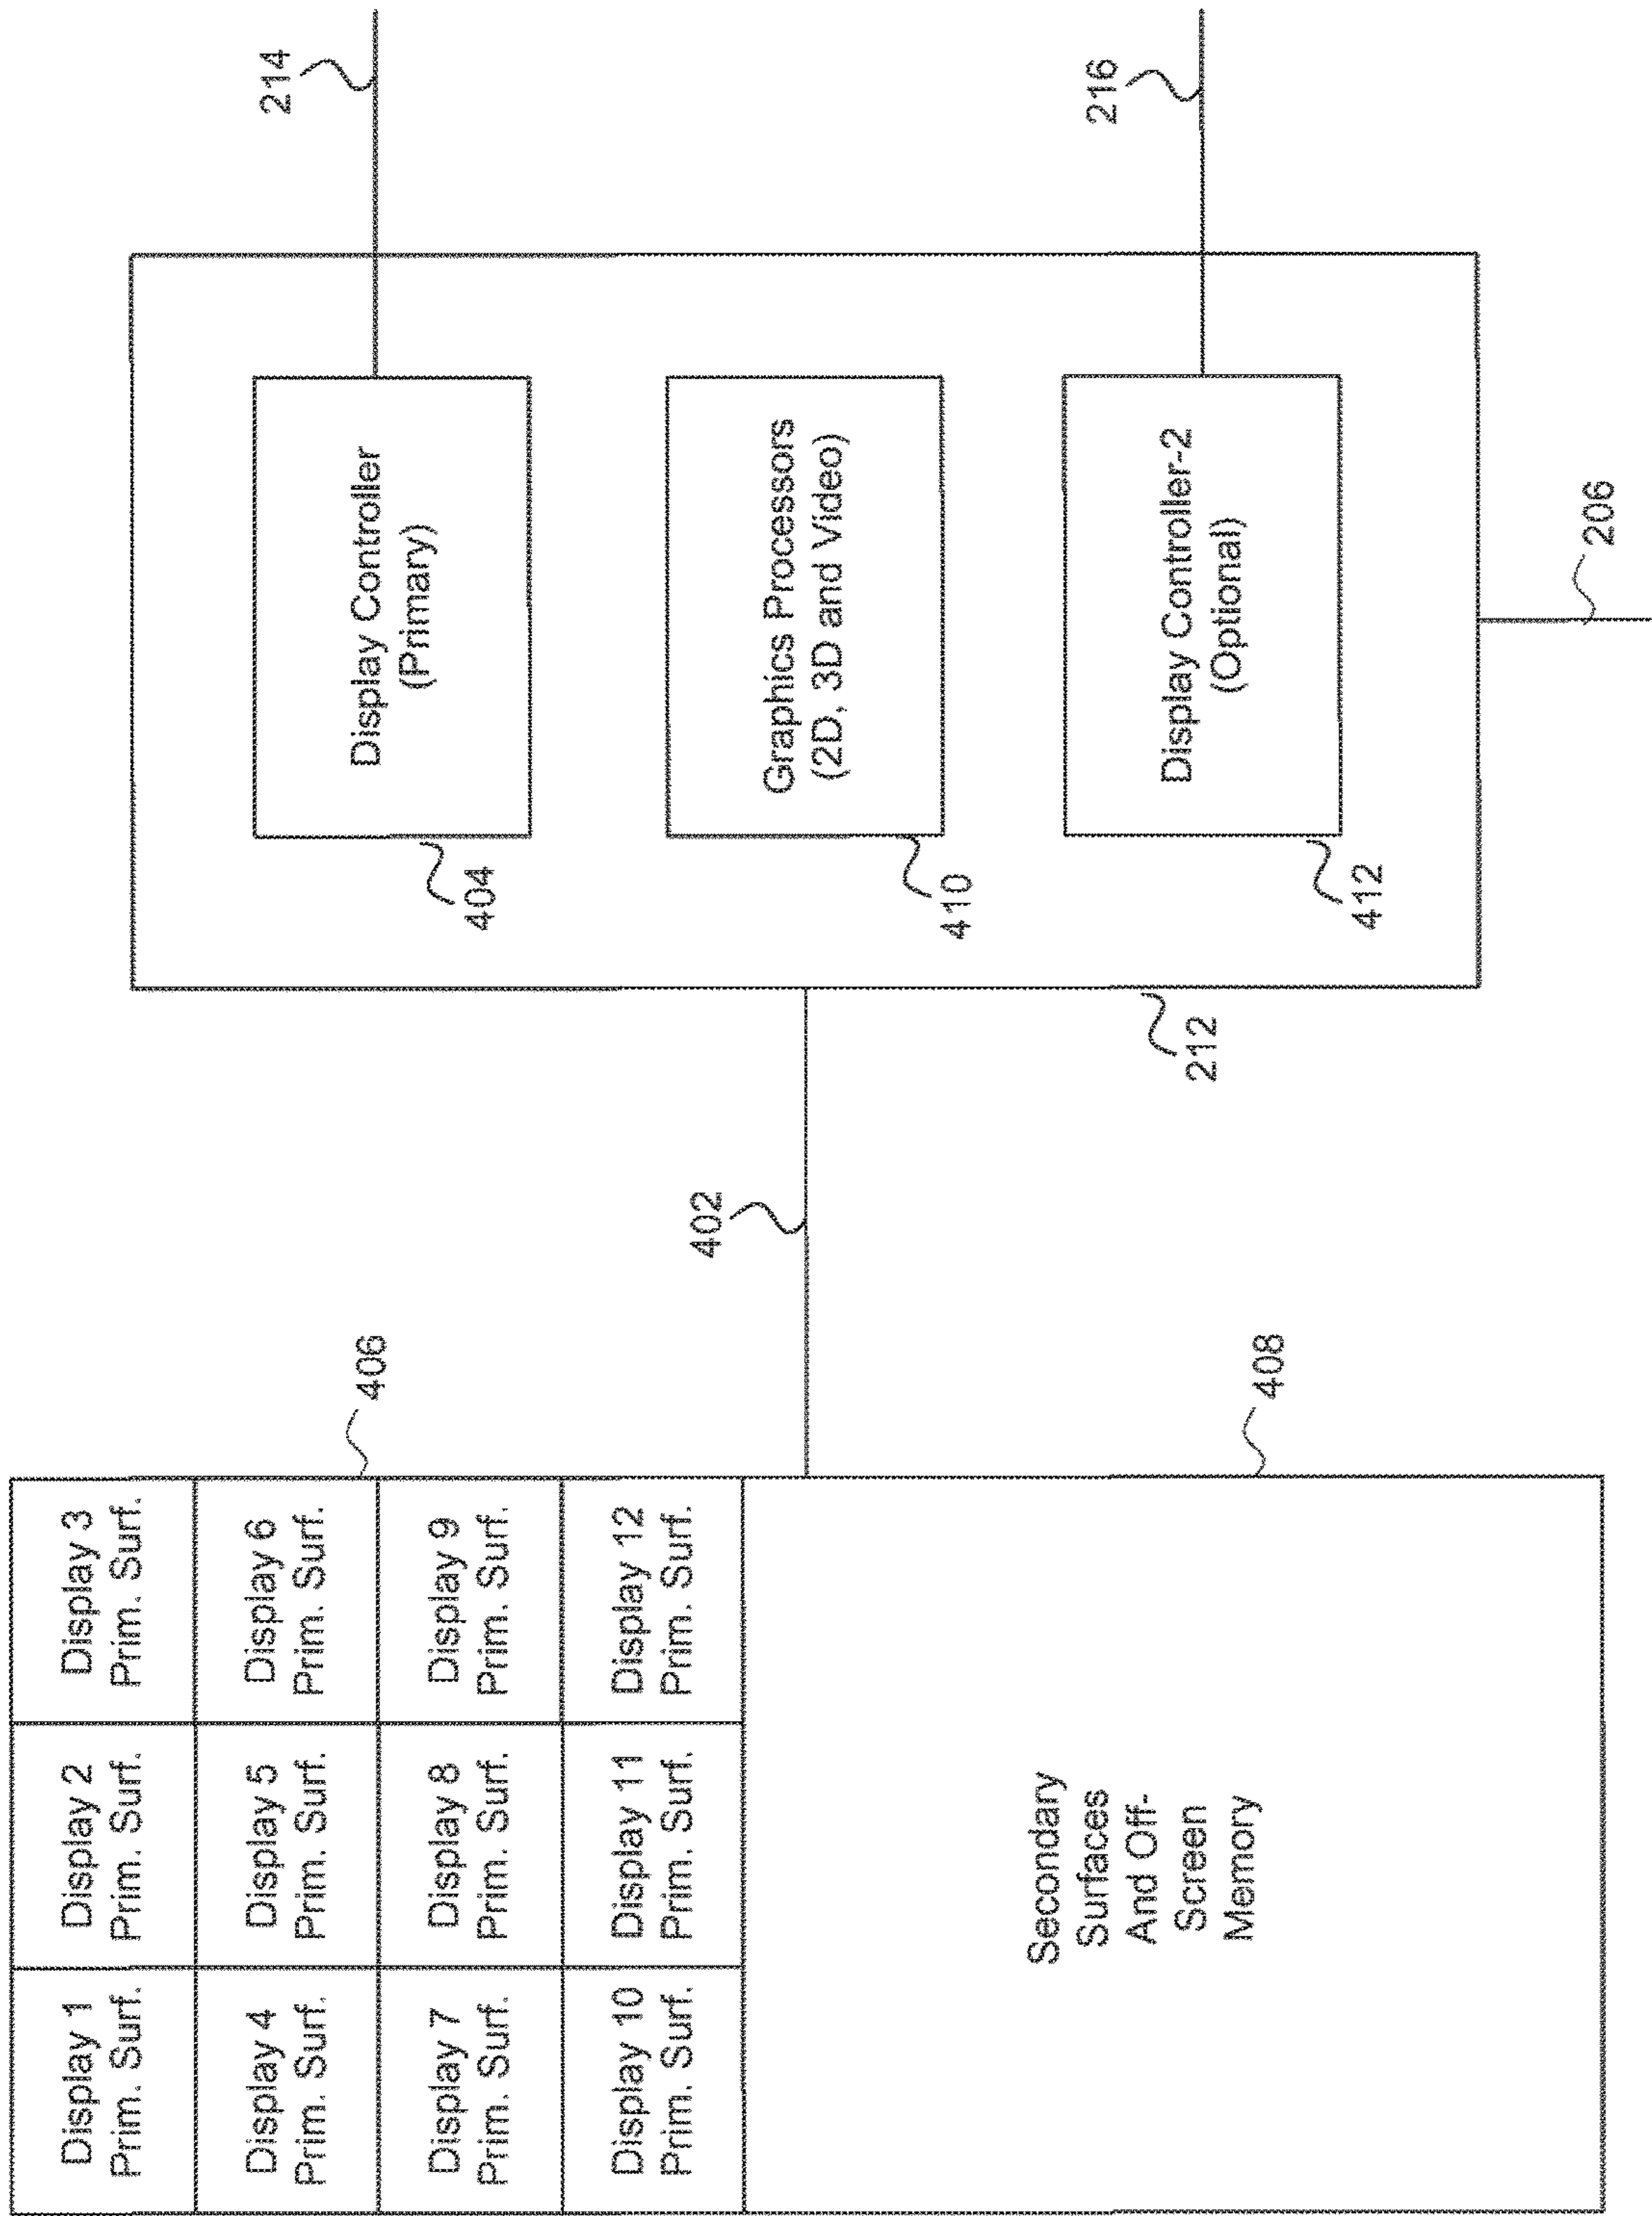 Display 1
Prim. Surf.
Display 2
Prim. Surf.
Display 3
Prim. Surf.
Display 4
Prim. Surf.
Display 5
Prim. Surf.
Display 6
Prim. Surf.
Display 7
Prim. Surf.
Display 8
Prim. Surf.
Display 9
Prim. Surf.
Display 10
Prim. Surf.
Display 11
Prim. Surf.
Display 12
Prim. Surf.
406
Secondary
Surfaces
And Off-
Screen
Memory
408
402
212
Display Controller
(Primary)
404
214
Graphics Processors
(2D, 3D and Video)
410
Display Controller-2
(Optional)
412
216
206